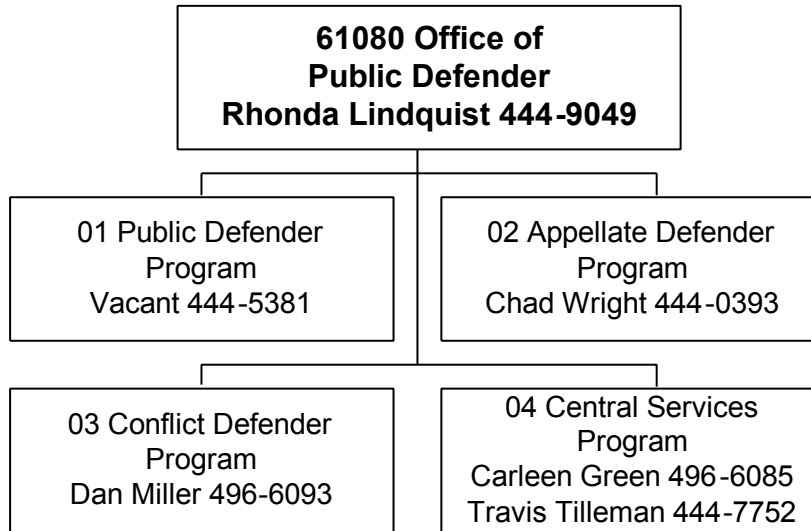 61080 Office of
Public Defender
Rhonda Lindquist 444-9049
01 Public Defender
Program
Vacant 444-5381
02 Appellate Defender
Program
Chad Wright 444-0393
03 Conflict Defender
Program
Dan Miller 496-6093
04 Central Services
Program
Carleen Green 496-6085
Travis Tilleman 444-7752